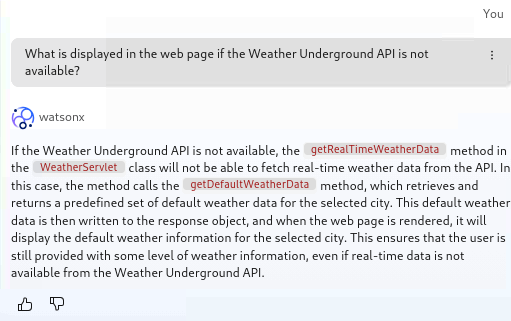 You
What is displayed in the web page if the Weather Underground API is not
available?
watsonx
If the Weather Underground API is not available, the getRealTimeWeatherData method in
the WeatherServlet class will not be able to fetch real-time weather data from the API. In
this case, the method calls the getDefaultWeatherData method, which retrieves and
returns a predefined set of default weather data for the selected city. This default weather
data is then written to the response object, and when the web page is rendered, it will
display the default weather information for the selected city. This ensures that the user is
still provided with some level of weather information, even if real-time data is not
available from the Weather Underground API.